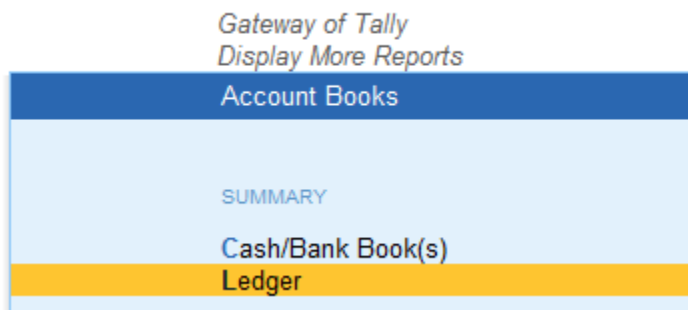 Gateway of Tally
Display More Reports
Account Books
SUMMARY
Cash/Bank Book(s)
Ledger